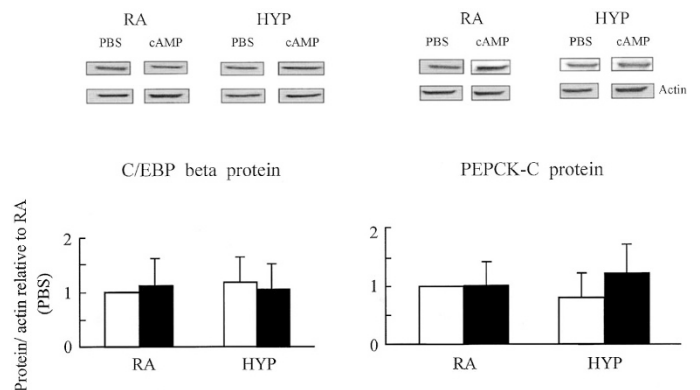 RA HYP RA HYP
PBS cAMP PBS cAMP PBS cAMP PBS cAMP
Actin
C/EBP beta protein PEPCK-C protein
Protein/ actin relative to RA
(PBS)
2 2
1 1
0 0
RA HYP RA HYP